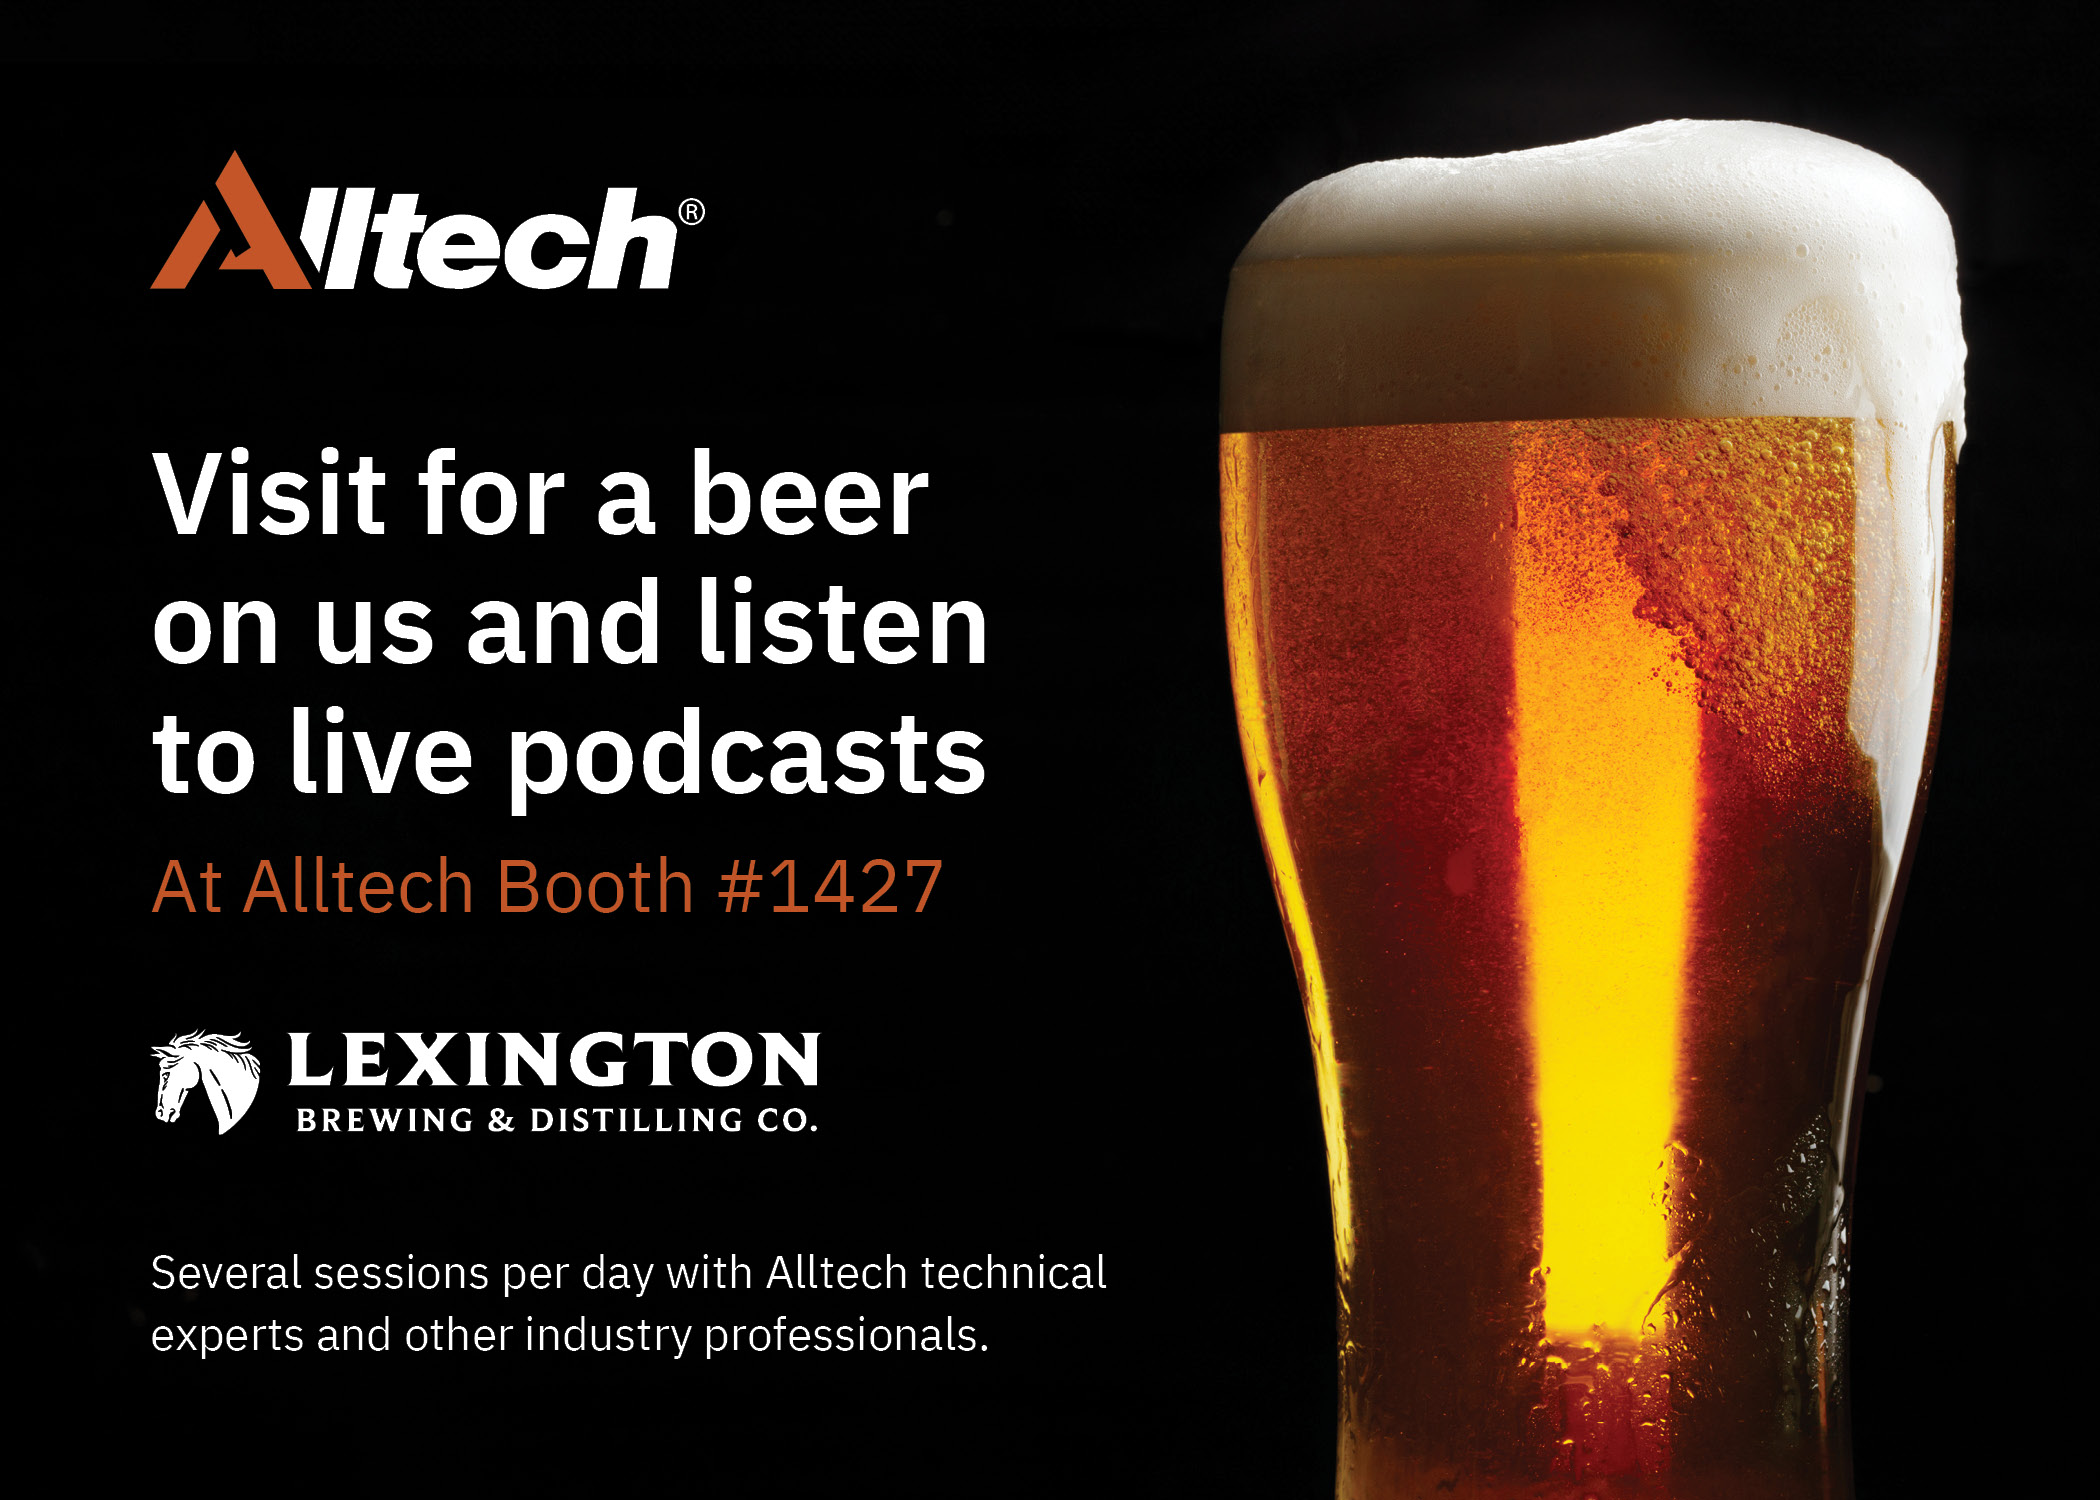 Alltech®
Visit for a beer
on us and listen
to live podcasts
At Alltech Booth #1427
LEXINGTON
BREWING & DISTILLING CO.
Several sessions per day with Alltech technical
experts and other industry professionals.